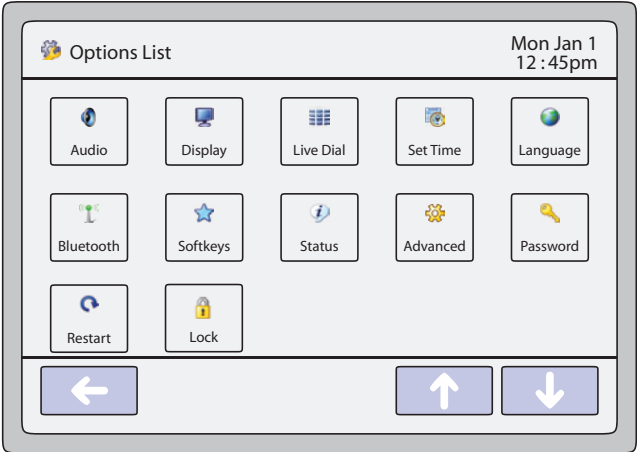 Options List
Mon Jan 1
12:45pm
Audio
Display
Live Dial
Set Time
Language
Bluetooth
Softkeys
Status
Advanced
Password
Restart
Lock